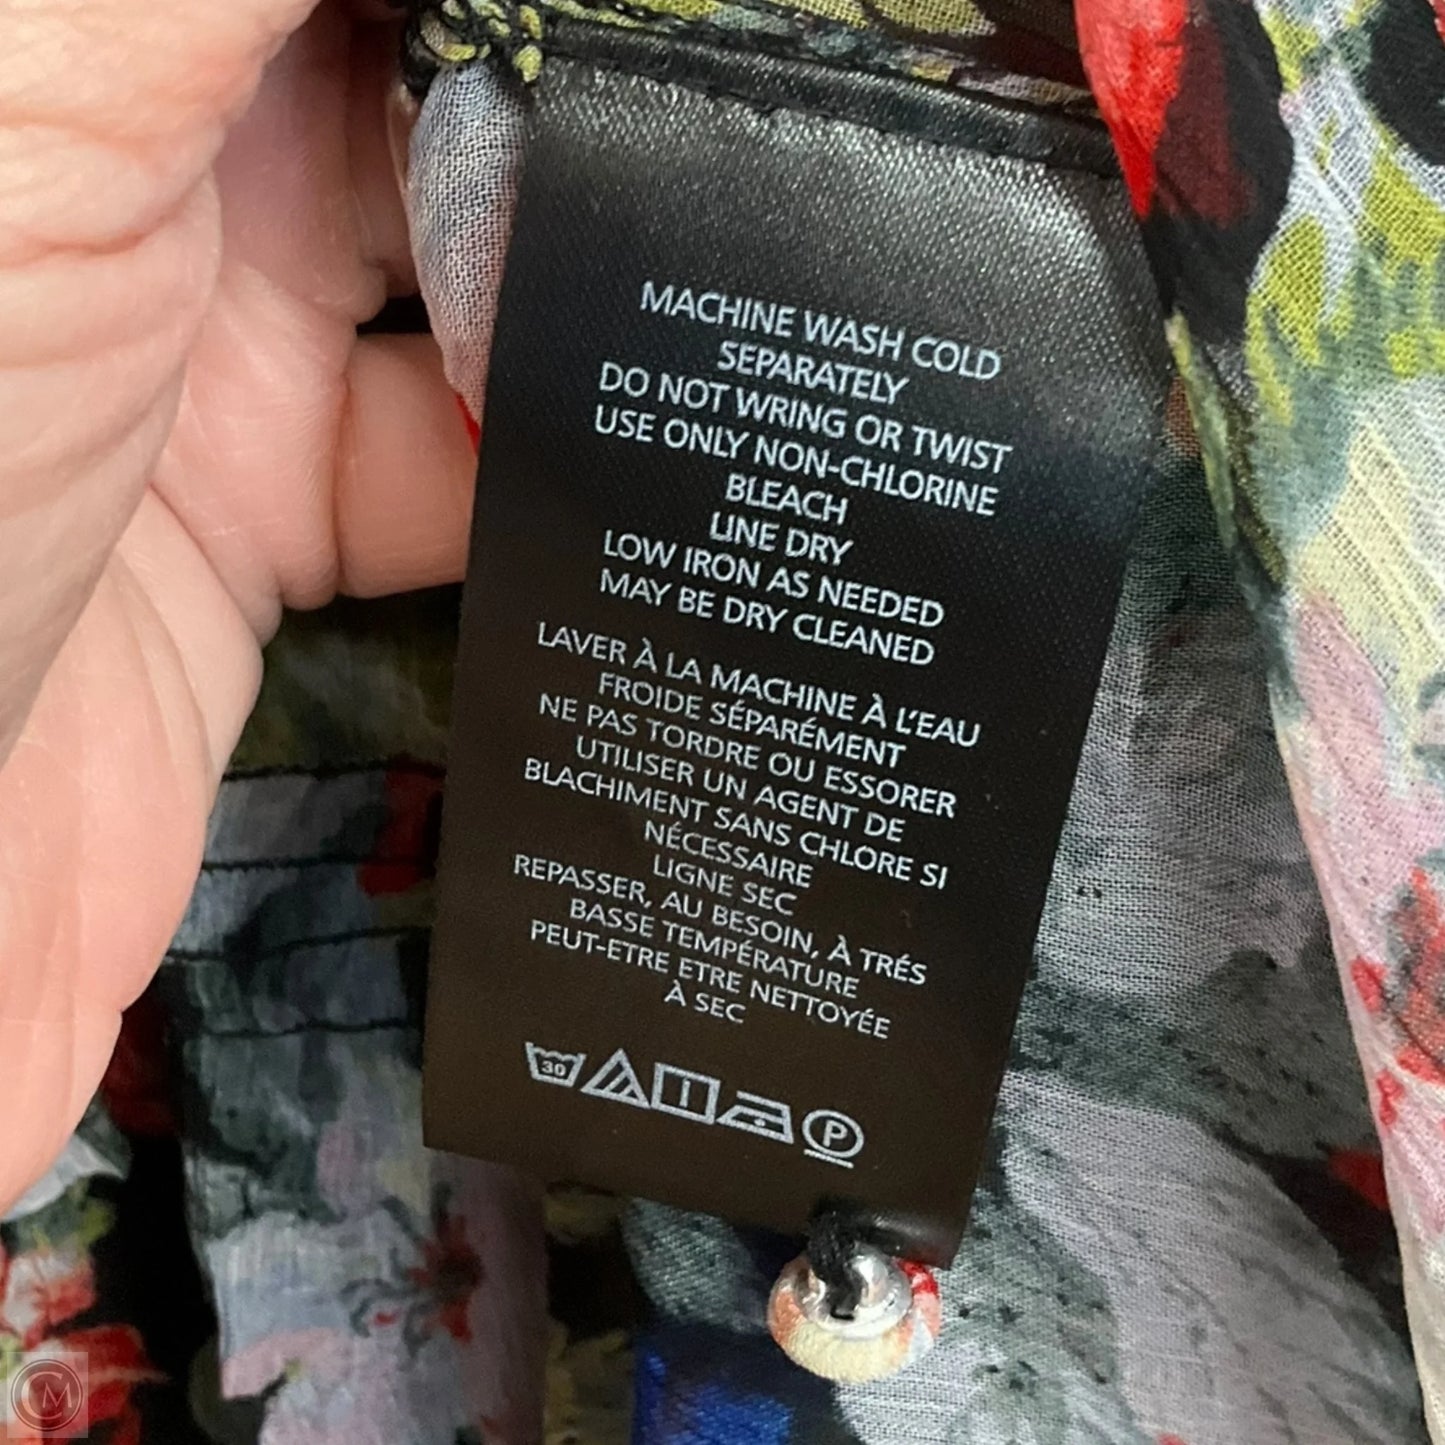 MACHINE WASH COLD
SEPARATELY
DO NOT WRING OR TWIST
USE ONLY NON-CHLORINE
BLEACH
LINE DRY
LOW IRON AS NEEDED
MAY BE DRY CLEANED
LAVER À LA MACHINE À L'EAU
FROIDE SÉPARÉMENT
NE PAS TORDRE OU ESSORER
UTILISER UN AGENT DE
BLACHIMENT SANS CHLORE SI
NÉCESSAIRE
LIGNE SEC
REPASSER, AU BESOIN, À TRÉS
BASSE TEMPÉRATURE
PEUT-ETRE ETRE NETTOYÉE
À SEC
30 P
CM